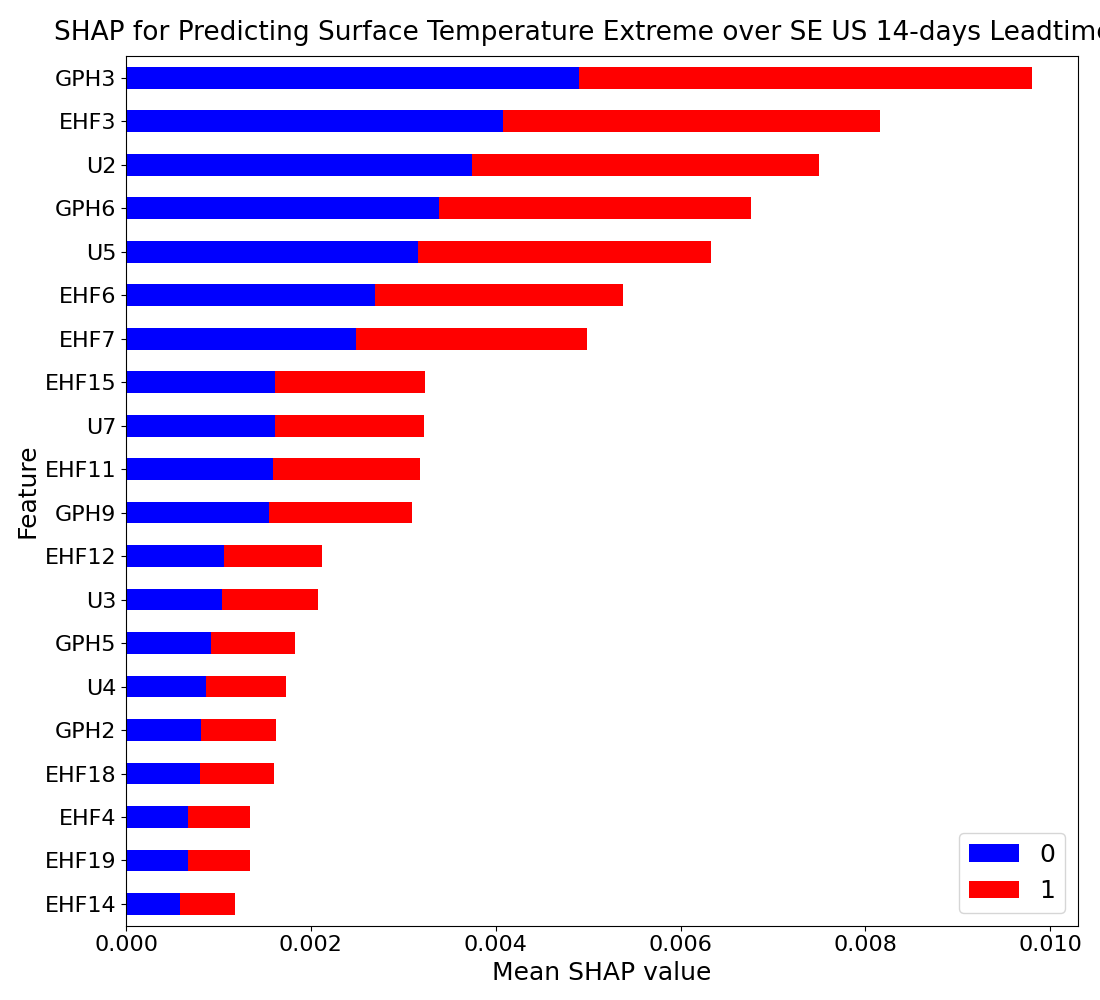 SHAP for Predicting Surface Temperature Extreme over SE US 14-days Leadtime
GPH3
EHF3
U2
GPH6
U5
EHF6
EHF7
EHF15
U7
EHF11
GPH9
EHF12
U3
GPH5
U4
GPH2
EHF18
EHF4
EHF19
EHF14
Feature
0
1
0.000 0.002 0.004 0.006 0.008 0.010
Mean SHAP value